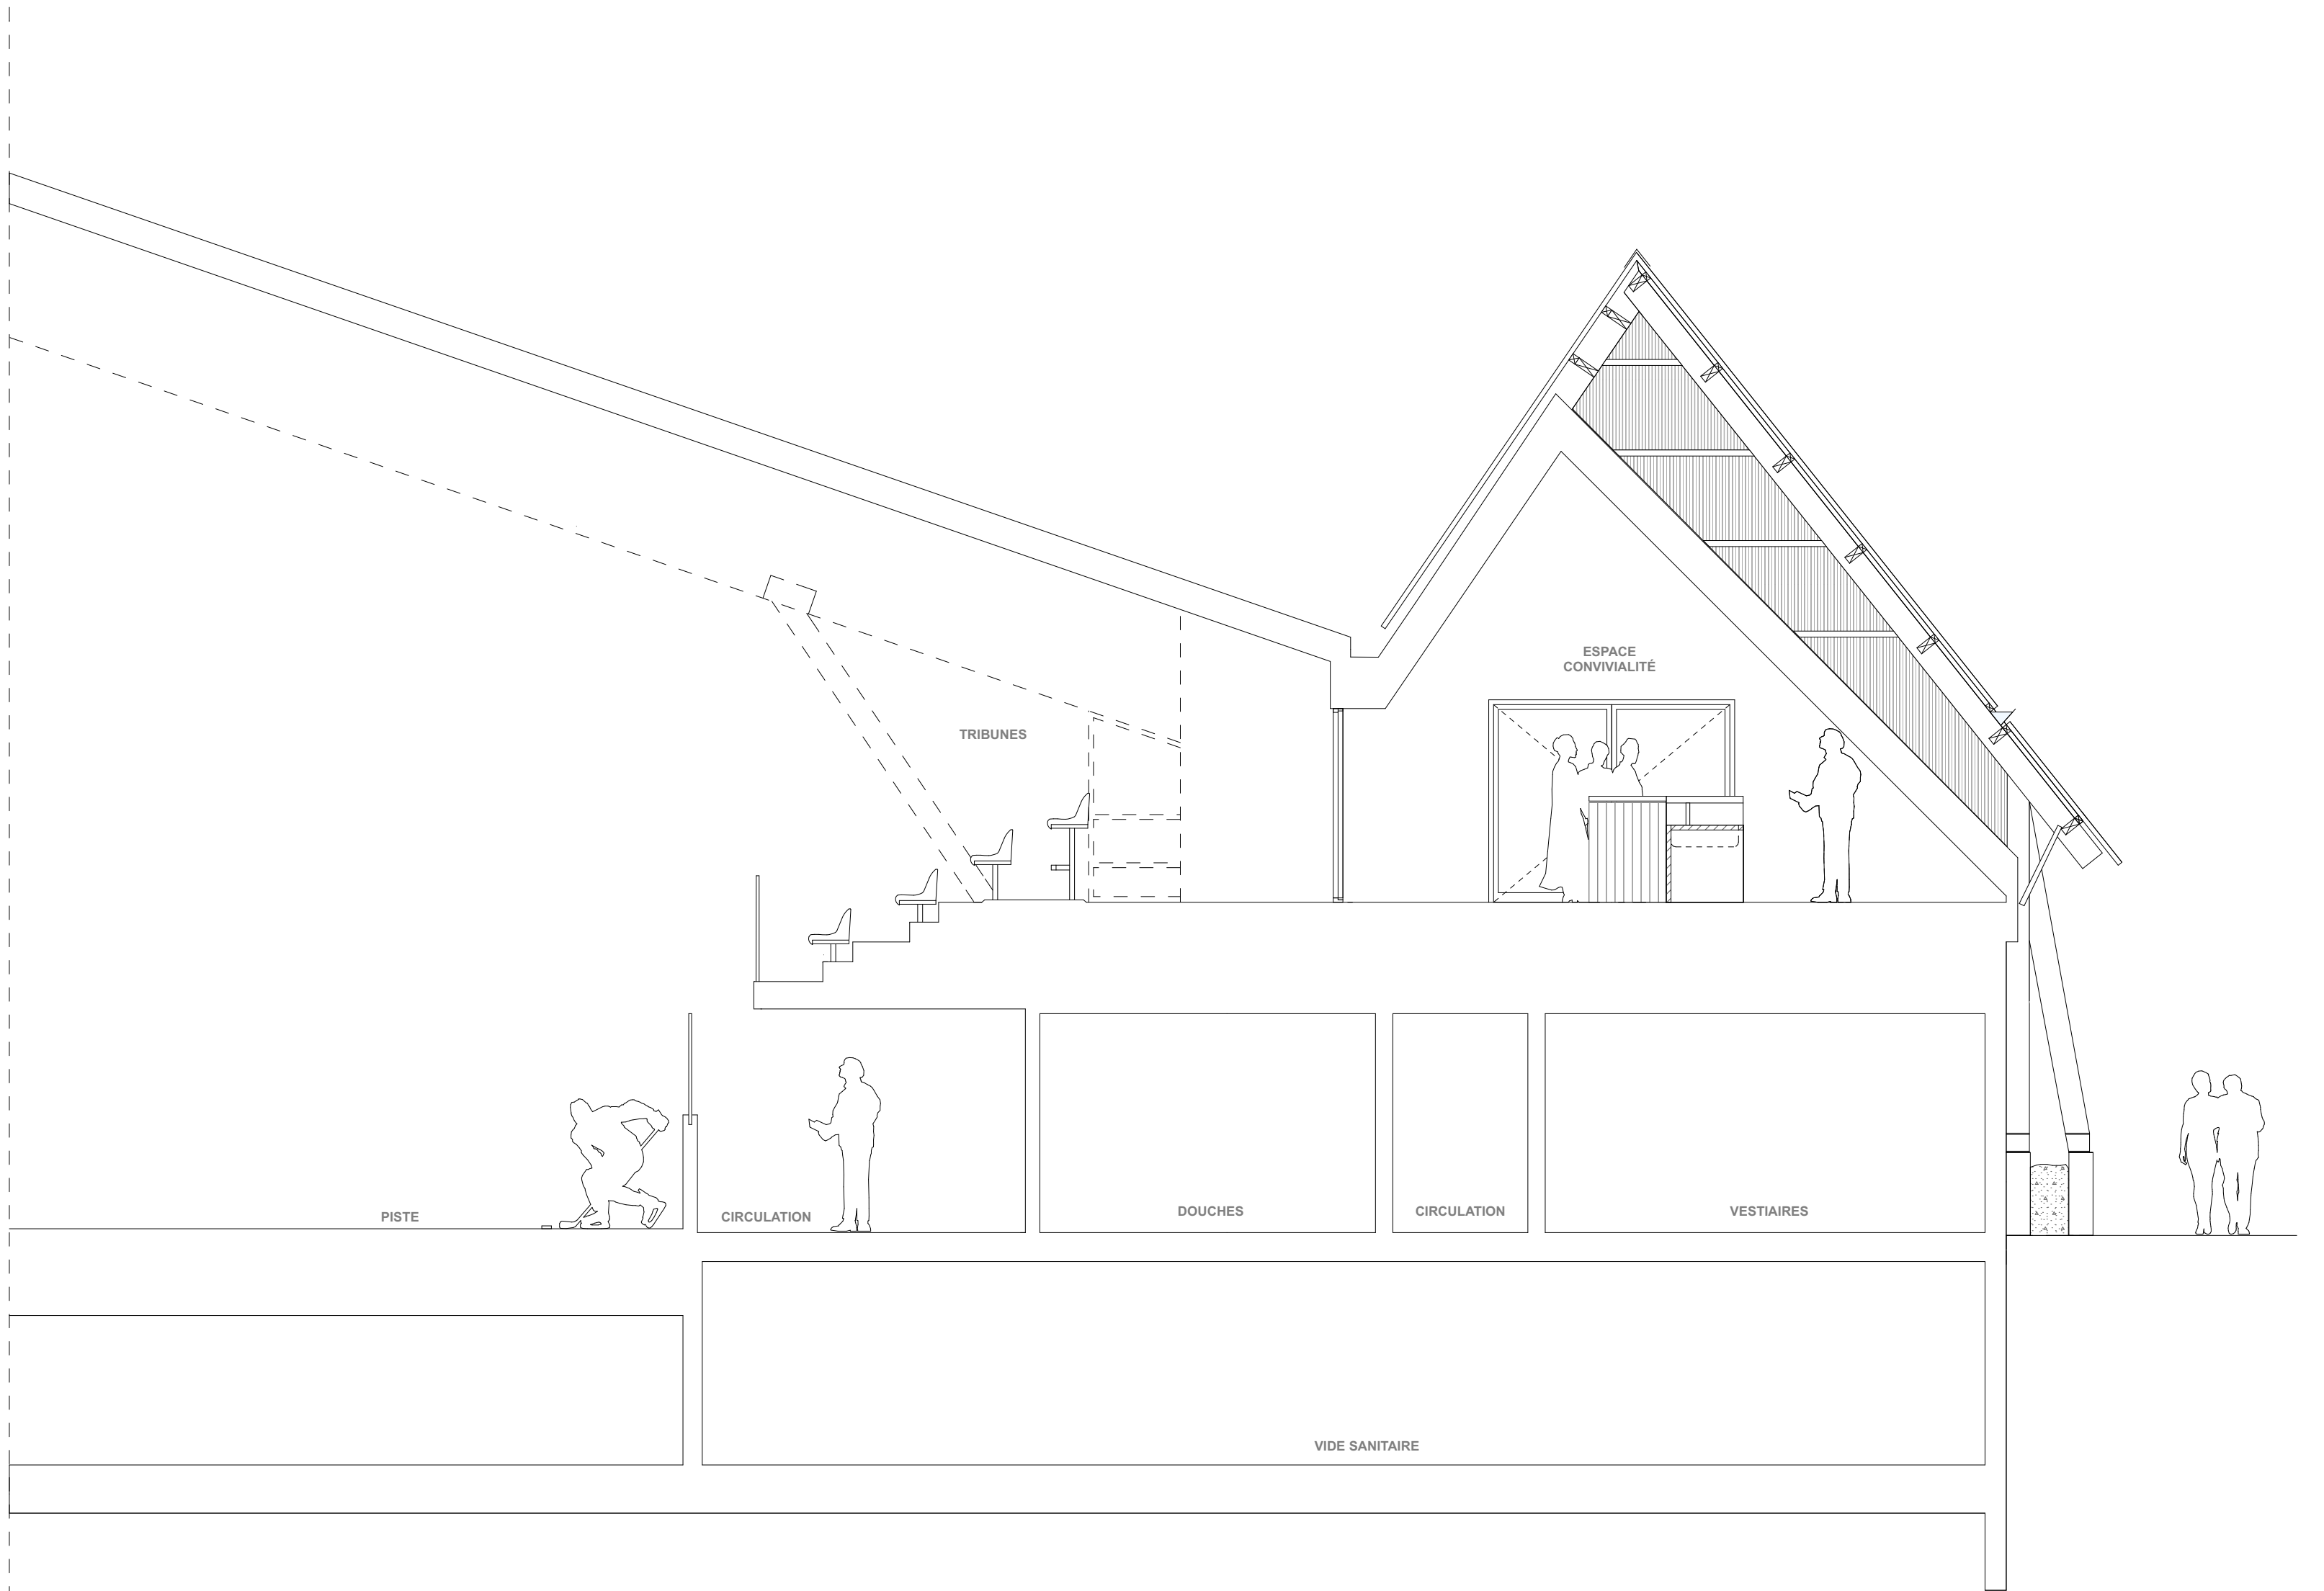 ESPACE
CONVIVIALITÉ
TRIBUNES
PISTE
CIRCULATION
DOUCHES
CIRCULATION
VESTIAIRES
VIDE SANITAIRE